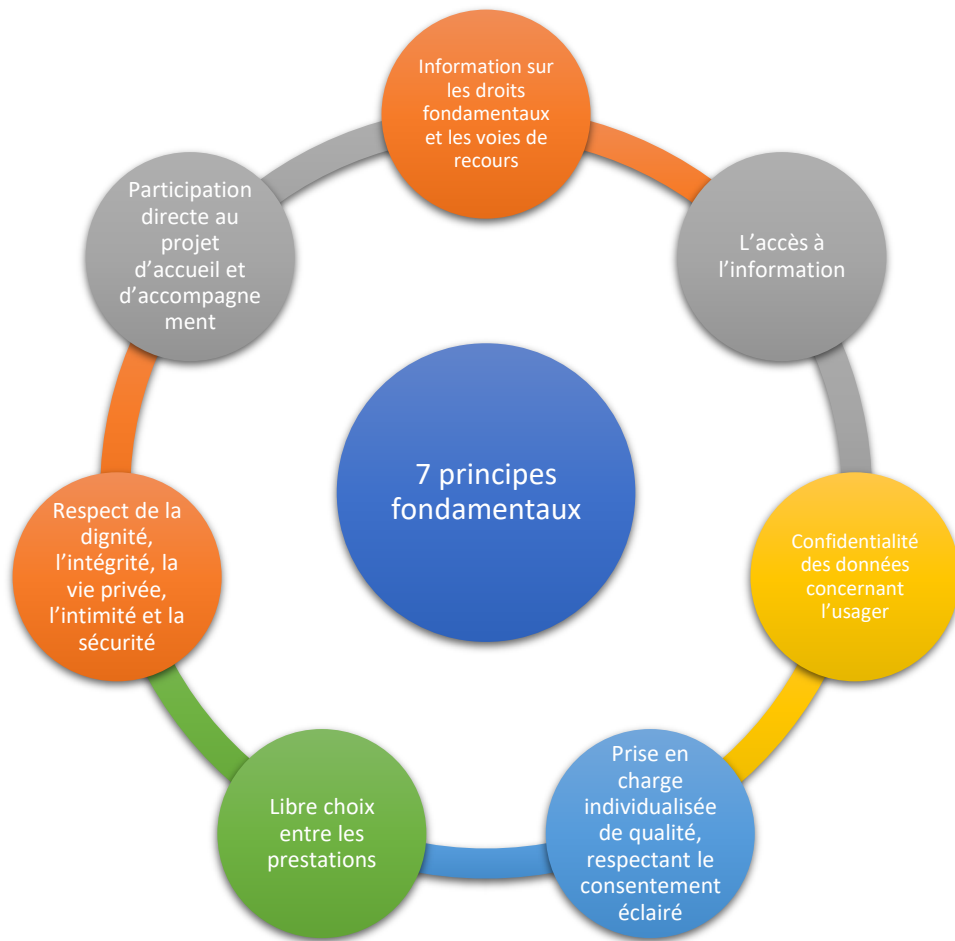 Information sur
les droits
fondamentaux
et les voies de
recours
L’accès à
l’information
Confidentialité
des données
concernant
l’usager
Prise en
charge
individualisée
de qualité,
respectant le
consentement
éclairé
Libre choix
entre les
prestations
Respect de la
dignité,
l’intégrité, la
vie privée,
l’intimité et la
sécurité
Participation
directe au
projet
d’accueil et
d’accompagne
ment
7 principes
fondamentaux